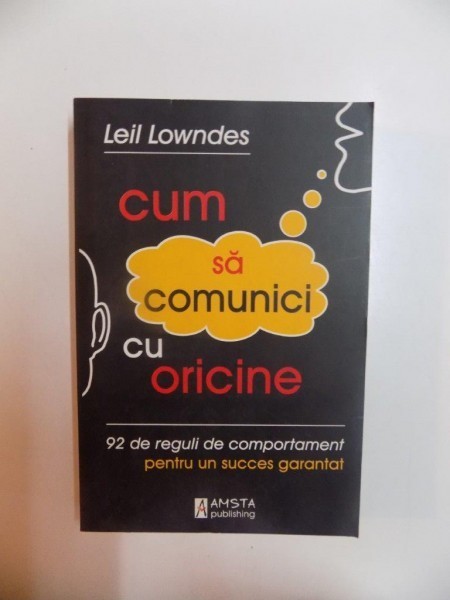 Leil Lowndes
cum
să
comunici
cu
oricine
92 de reguli de comportament
pentru un succes garantat
AMSTA
publishing